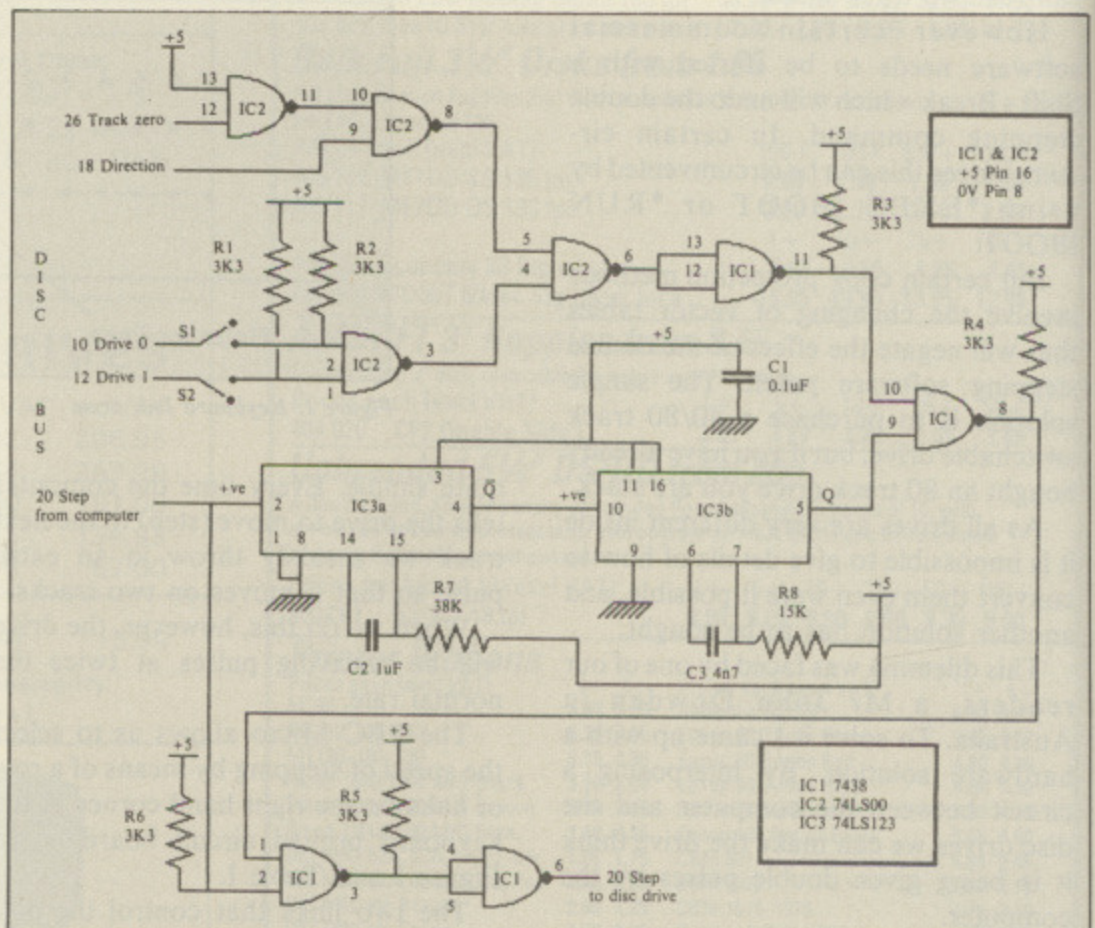 +5
13
12
IC2
11
26 Track zero
10
9
IC2
8
18 Direction
+5
R3
3K3
IC1 & IC2
+5 Pin 16
0V Pin 8
+5
R1
3K3
R2
3K3
D
I
S
C
B
U
S
S1
10 Drive 0
12 Drive 1
S2
2
1
IC2
3
5
4
IC2
6
13
12
IC1
11
+5
C1
0.1uF
+5
R4
3K3
10
9
IC1
8
20 Step
from computer
+ve
2
3
IC3a
Q̅
4
1
8
14
15
+ve
10
11
16
IC3b
Q
5
9
6
7
R7
38K
C2 1uF
+5
R8
15K
C3 4n7
+5
R6
3K3
+5
R5
3K3
2
IC1
3
4
5
IC1
6
20 Step
to disc drive
IC1 7438
IC2 74LS00
IC3 74LS123